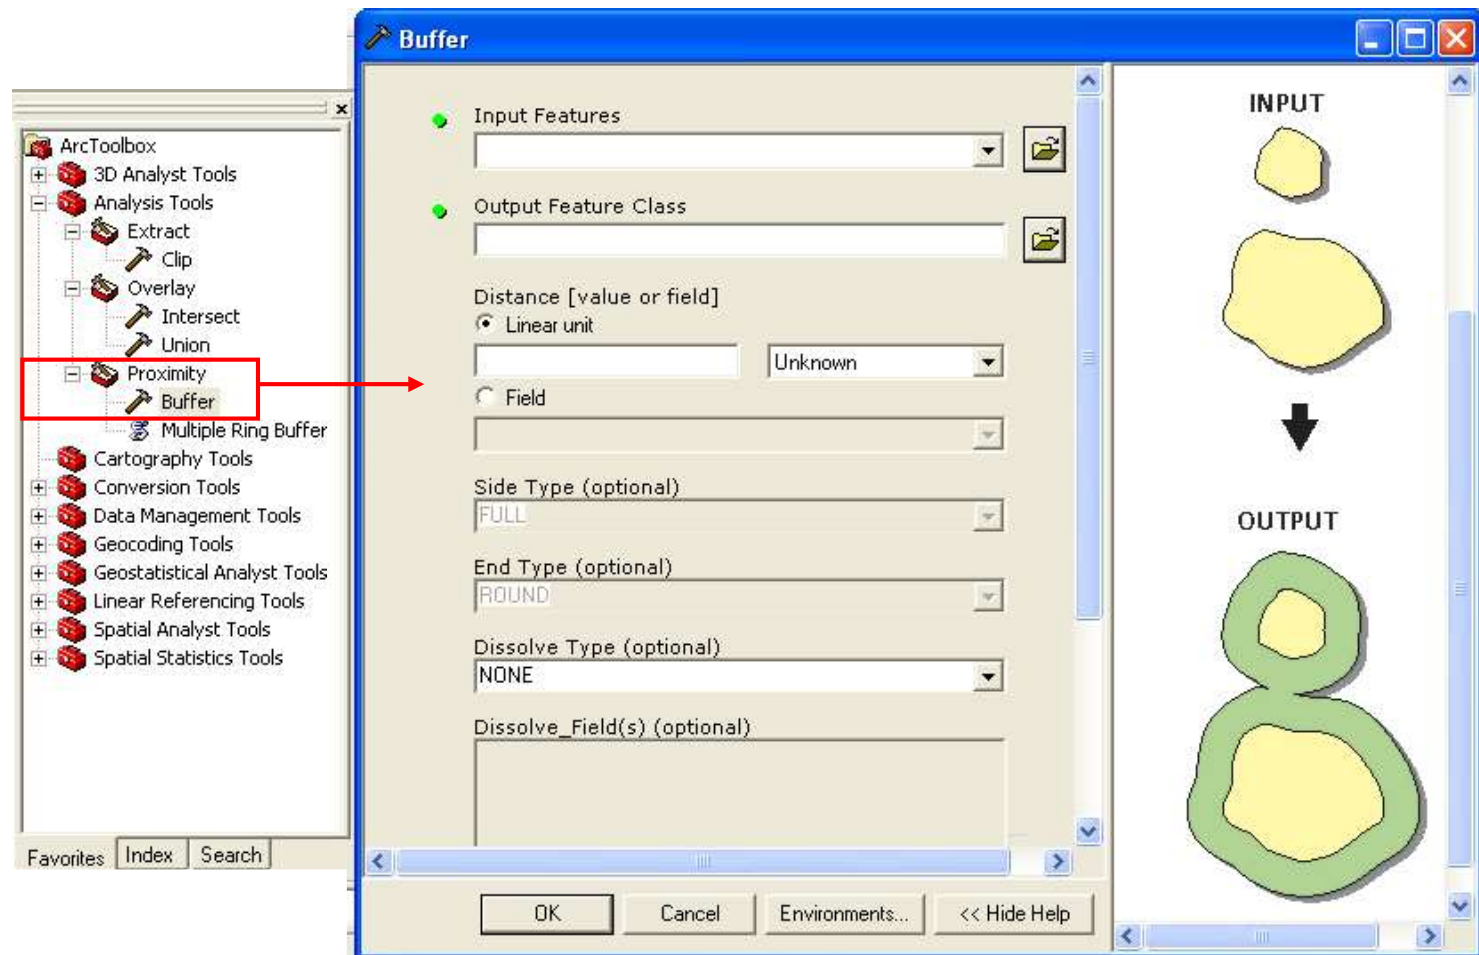 ArcToolbox
3D Analyst Tools
Analysis Tools
Extract
Clip
Overlay
Intersect
Union
Proximity
Buffer
Multiple Ring Buffer
Cartography Tools
Conversion Tools
Data Management Tools
Geocoding Tools
Geostatistical Analyst Tools
Linear Referencing Tools
Spatial Analyst Tools
Spatial Statistics Tools
Favorites Index Search
Buffer
Input Features
Output Feature Class
Distance [value or field]
Linear unit
Unknown
Field
Side Type (optional)
FULL
End Type (optional)
ROUND
Dissolve Type (optional)
NONE
Dissolve_Field(s) (optional)
OK Cancel Environments... << Hide Help
INPUT
OUTPUT